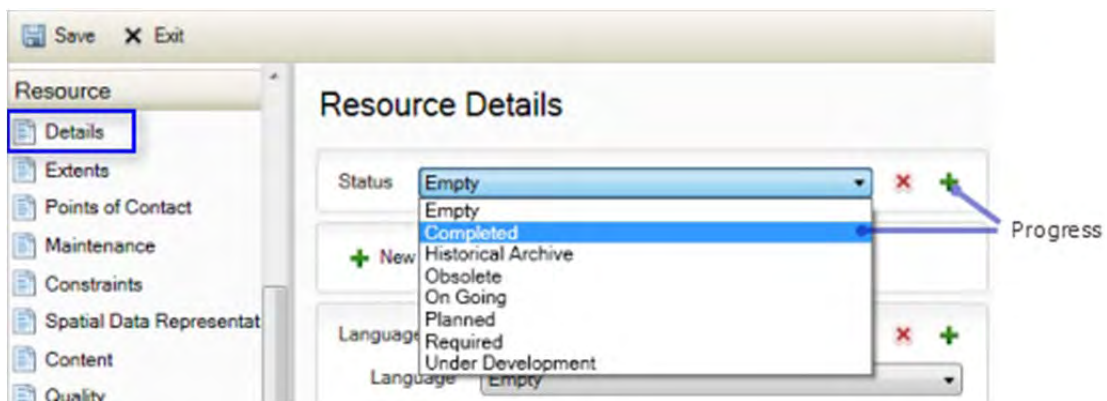 Save Exit
Resource
Details
Extents
Points of Contact
Maintenance
Constraints
Spatial Data Representat
Content
Quality
Resource Details
Status Empty
Empty
Completed
Historical Archive
Obsolete
On Going
Planned
Required
Under Development
New
Language
Language Empty
Progress